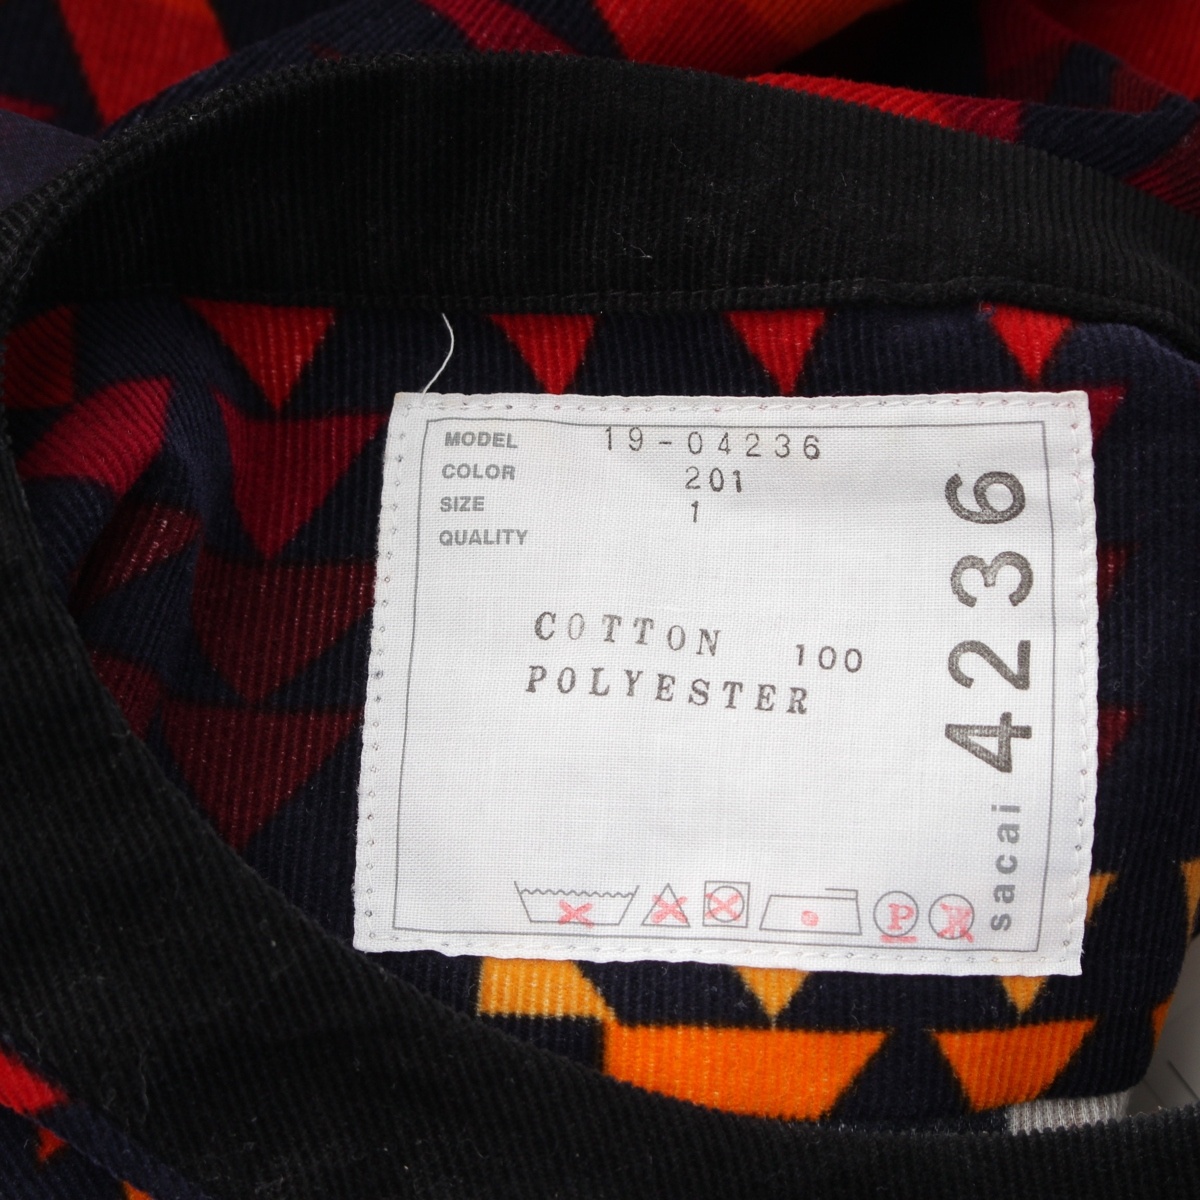 MODEL 19-04236
COLOR 201
SIZE 1
QUALITY
COTTON 100
POLYESTER
P
sacai 4236